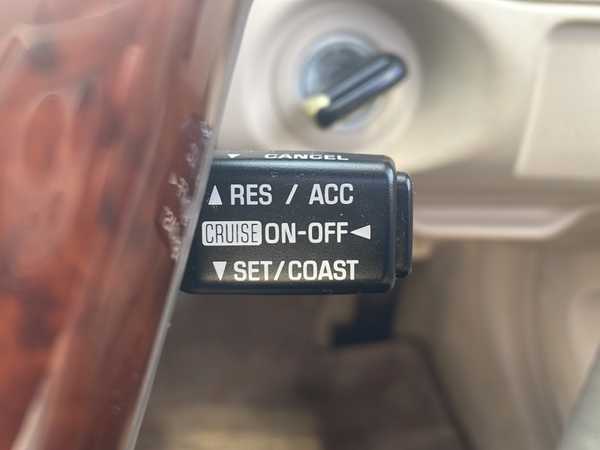 ▼ CANCEL
▲ RES / ACC
CRUISE ON-OFF ◄
▼ SET/COAST